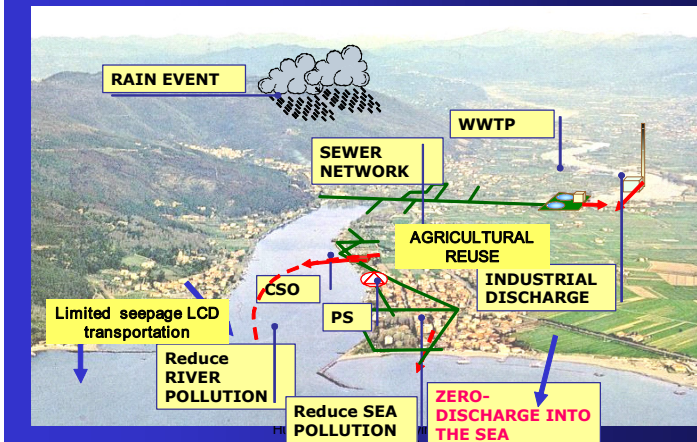 RAIN EVENT
WWTP
SEWER
NETWORK
AGRICULTURAL
REUSE
INDUSTRIAL
DISCHARGE
CSO
PS
Limited seepage LCD
transportation
Reduce
RIVER
POLLUTION
Reduce SEA
POLLUTION
ZERO-
DISCHARGE INTO
THE SEA